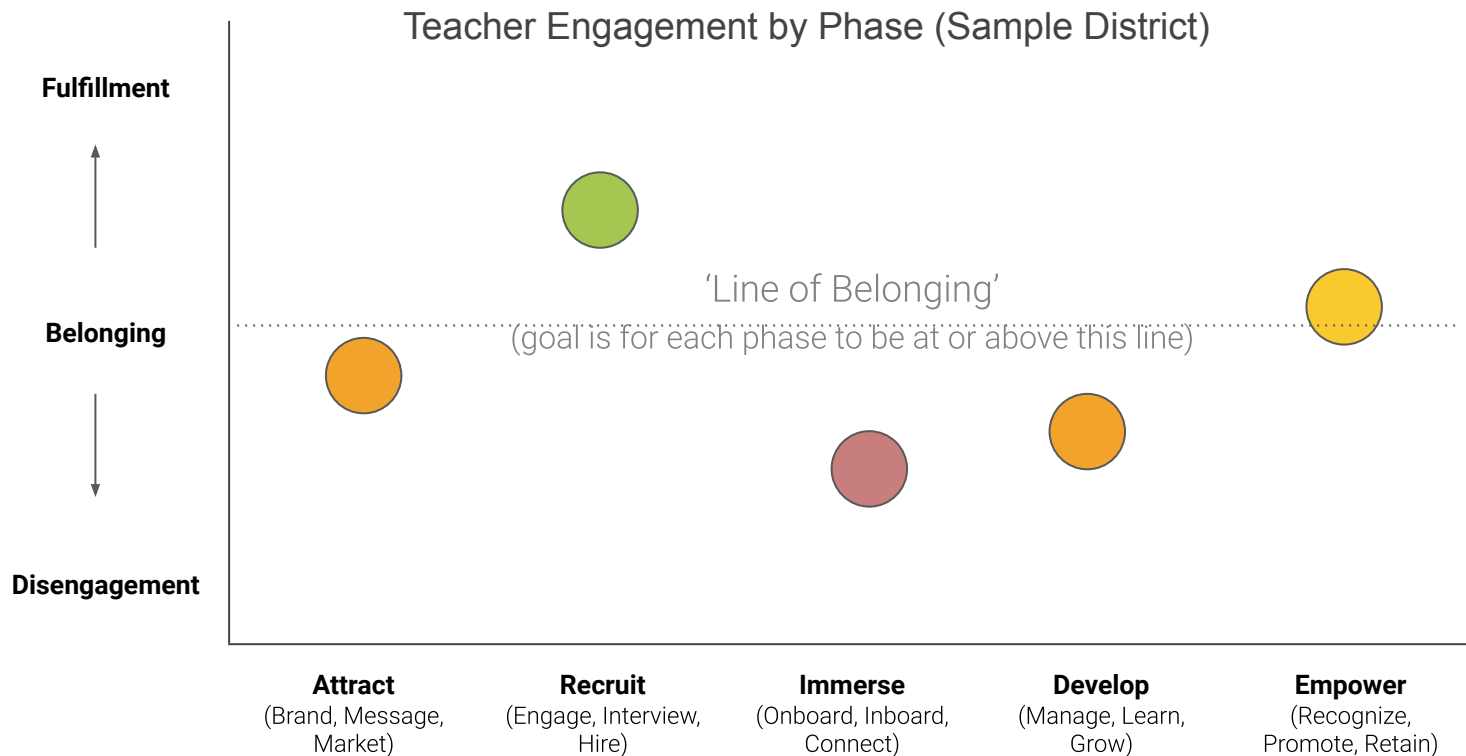 Teacher Engagement by Phase (Sample District)
Fulfillment
Belonging
Disengagement
‘Line of Belonging’
(goal is for each phase to be at or above this line)
Attract
(Brand, Message,
Market)
Recruit
(Engage, Interview,
Hire)
Immerse
(Onboard, Inboard,
Connect)
Develop
(Manage, Learn,
Grow)
Empower
(Recognize,
Promote, Retain)